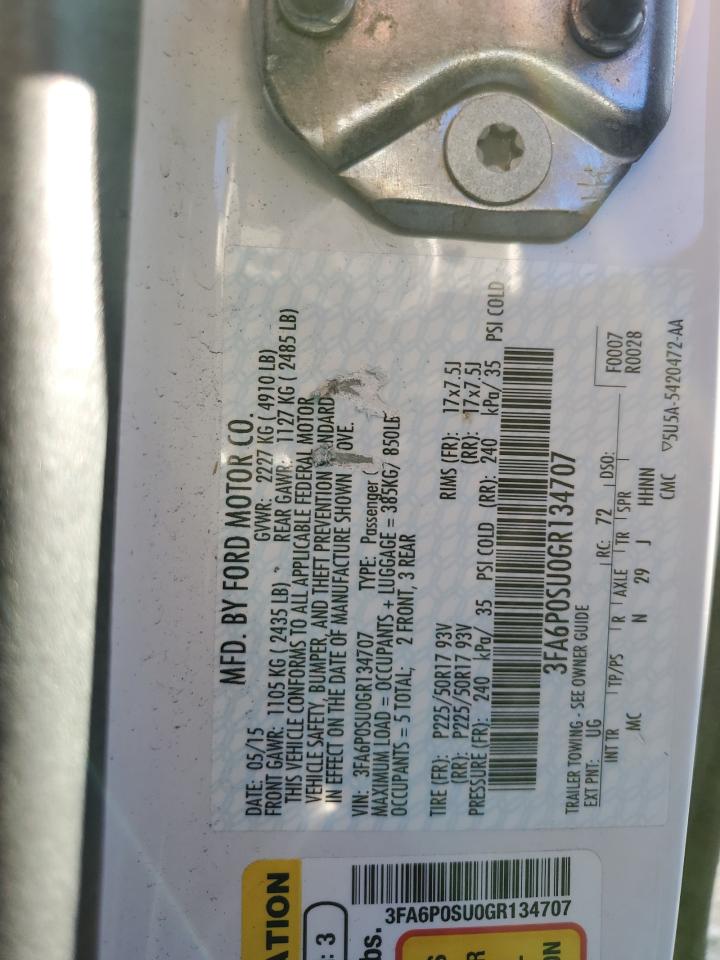 MFD. BY FORD MOTOR CO.
DATE: 05/15 GVWR: 2227 KG ( 4910 LB)
FRONT GAWR: 1105 KG ( 2435 LB) REAR GAWR: 1127 KG ( 2485 LB)
THIS VEHICLE CONFORMS TO ALL APPLICABLE FEDERAL MOTOR
VEHICLE SAFETY, BUMPER, AND THEFT PREVENTION NDARD
IN EFFECT ON THE DATE OF MANUFACTURE SHOWN OVE.
VIN: 3FA6P0SU0GR134707 TYPE: Passenger C
MAXIMUM LOAD = OCCUPANTS + LUGGAGE = 385KG/ 850LB
OCCUPANTS = 5 TOTAL; 2 FRONT, 3 REAR
TIRE (FR): P225/50R17 93V RIMS (FR): 17x7.5J
(RR): P225/50R17 93V (RR): 17x7.5J
PRESSURE (FR): 240 kPa/ 35 PSI COLD (RR): 240 kPa/ 35 PSI COLD
3FA6P0SU0GR134707
TRAILER TOWING - SEE OWNER GUIDE F0007
EXT PNT: UG RC: 72 DSO: R0028
INT TR TP/PS R AXLE TR SPR
MC N 29 J HHNN
CMC ▽5U5A-5420472-AA
ATION
: 3
bs.
3FA6P0SU0GR134707
S
R
L
ON